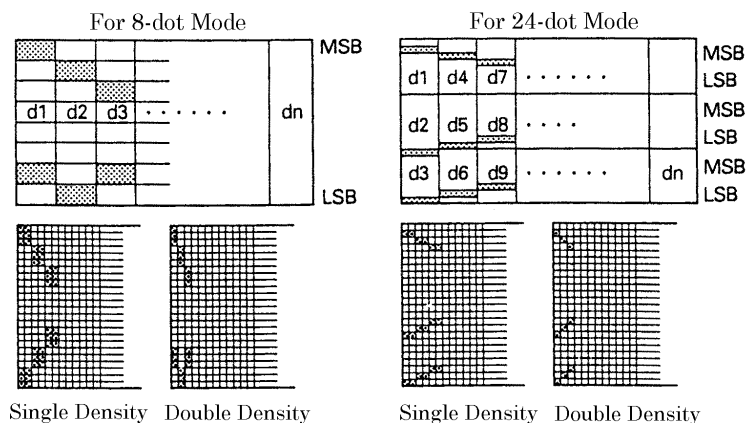 For 8-dot Mode
MSB
d1 d2 d3 · · · · · · dn
LSB
For 24-dot Mode
MSB
d1 d4 d7 · · · · · ·
LSB
MSB
d2 d5 d8 · · · ·
LSB
MSB
d3 d6 d9 · · · · · · dn
LSB
Single Density Double Density
Single Density Double Density